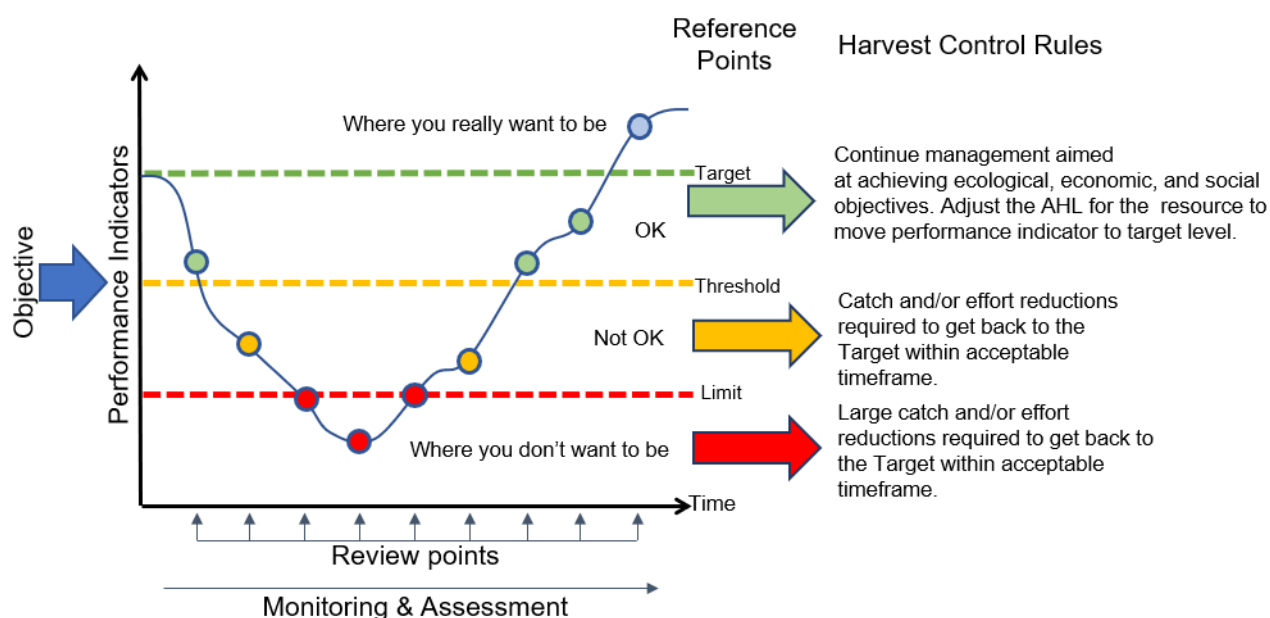 Reference
Points
Harvest Control Rules
Where you really want to be
Performance Indicators
Objective
Target
OK
Continue management aimed
at achieving ecological, economic, and social
objectives. Adjust the AHL for the  resource to
move performance indicator to target level.
Threshold
Not OK
Catch and/or effort reductions
required to get back to the
Target within acceptable
timeframe.
Limit
Where you don’t want to be
Large catch and/or effort
reductions required to get back to
the Target within acceptable
timeframe.
Time
Review points
Monitoring & Assessment